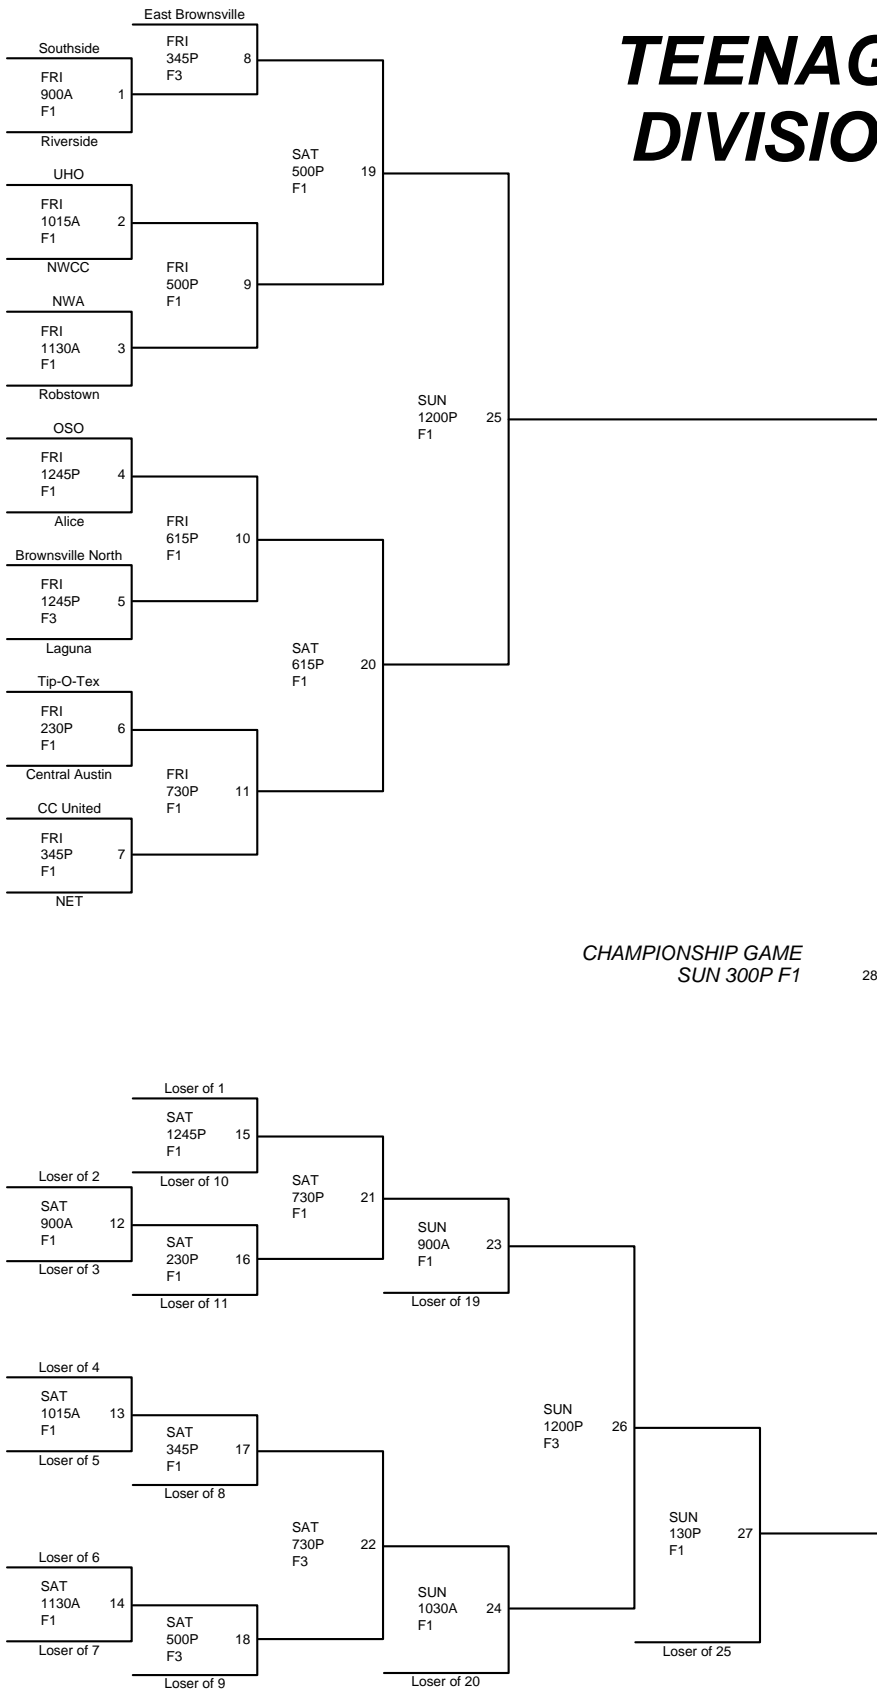 East Brownsville
TEENAG
DIVISIO
FRI
345P
F3
8
Southside
FRI
900A
F1
1
Riverside
SAT
500P
F1
19
UHO
FRI
1015A
F1
2
NWCC
FRI
500P
F1
9
NWA
FRI
1130A
F1
3
Robstown
SUN
1200P
F1
25
OSO
FRI
1245P
F1
4
Alice
FRI
615P
F1
10
Brownsville North
FRI
1245P
F3
5
Laguna
SAT
615P
F1
20
Tip-O-Tex
FRI
230P
F1
6
Central Austin
FRI
730P
F1
11
CC United
FRI
345P
F1
7
NET
CHAMPIONSHIP GAME
SUN 300P F1
28
Loser of 1
SAT
1245P
F1
15
Loser of 10
Loser of 2
SAT
900A
F1
12
Loser of 3
SAT
730P
F1
21
SAT
230P
F1
16
Loser of 11
SUN
900A
F1
23
Loser of 19
Loser of 4
SAT
1015A
F1
13
Loser of 5
SAT
345P
F1
17
Loser of 8
SUN
1200P
F3
26
SAT
730P
F3
22
Loser of 6
SAT
1130A
F1
14
Loser of 7
SAT
500P
F3
18
Loser of 9
SUN
1030A
F1
24
Loser of 20
SUN
130P
F1
27
Loser of 25